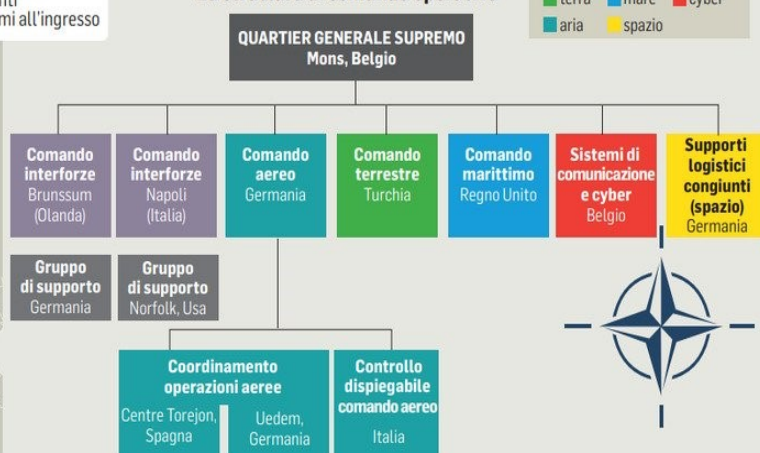 mi all'ingresso
terra mare cyber
aria spazio
QUARTIER GENERALE SUPREMO
Mons, Belgio
Comando
interforze
Brunssum
(Olanda)
Comando
interforze
Napoli
(Italia)
Comando
aereo
Germania
Comando
terrestre
Turchia
Comando
marittimo
Regno Unito
Sistemi di
comunicazione
e cyber
Belgio
Supporti
logistici
congiunti
(spazio)
Germania
Gruppo
di supporto
Germania
Gruppo
di supporto
Norfolk, Usa
Coordinamento
operazioni aeree
Centre Torejon,
Spagna
Uedem,
Germania
Controllo
dispiegabile
comando aereo
Italia